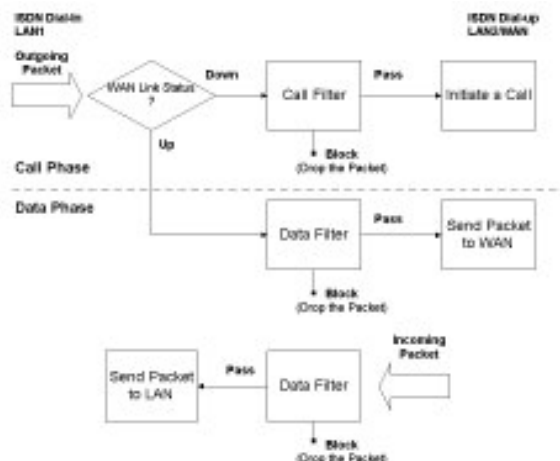 ISDN Dial-in
LAN1
ISDN Dial-up
LAN2/WAN
Outgoing
Packet
WAN Link Status
?
Down
Call Filter
Pass
Initiate a Call
Up
Block
(Drop the Packet)
Call Phase
Data Phase
Data Filter
Pass
Send Packet
to WAN
Block
(Drop the Packet)
Incoming
Packet
Send Packet
to LAN
Pass
Data Filter
Block
(Drop the Packet)